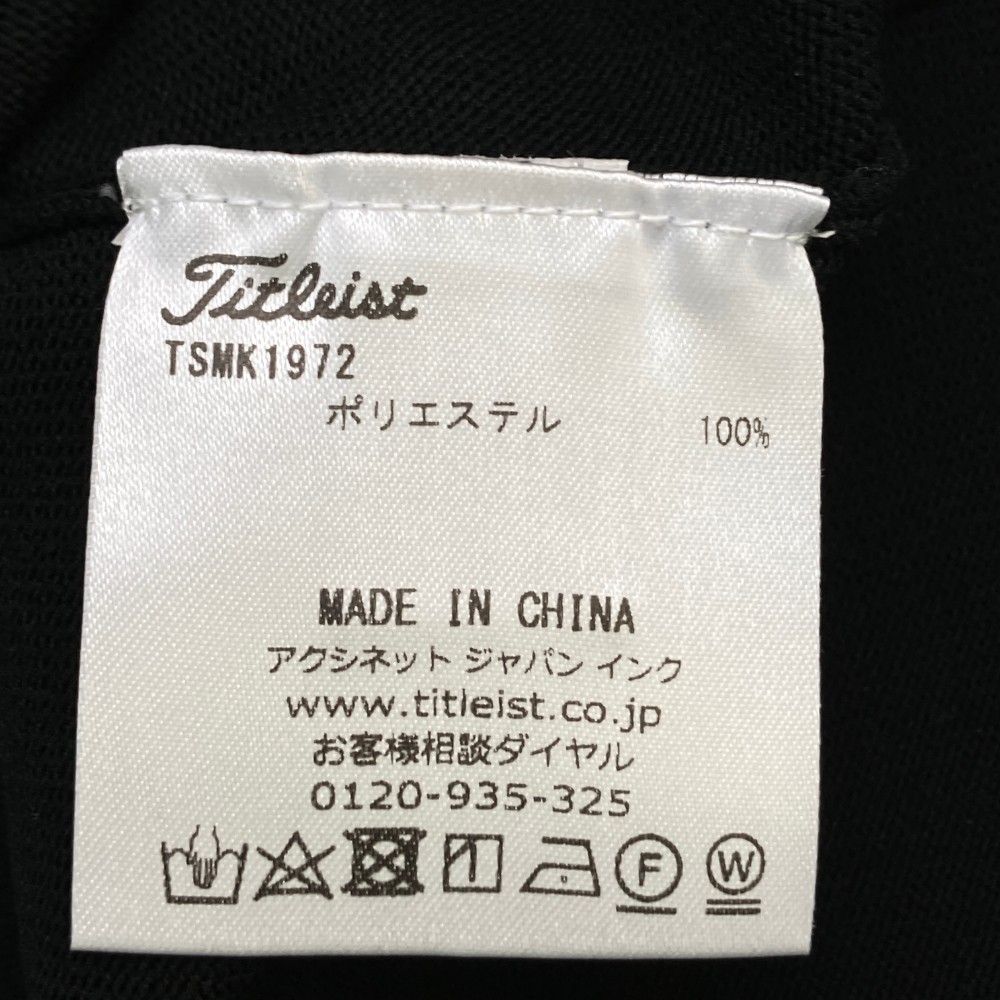 Titleist
TSMK1972
ポリエステル 100%
MADE IN CHINA
アクシネット ジャパン インク
www.titleist.co.jp
お客様相談ダイヤル
0120-935-325
F W